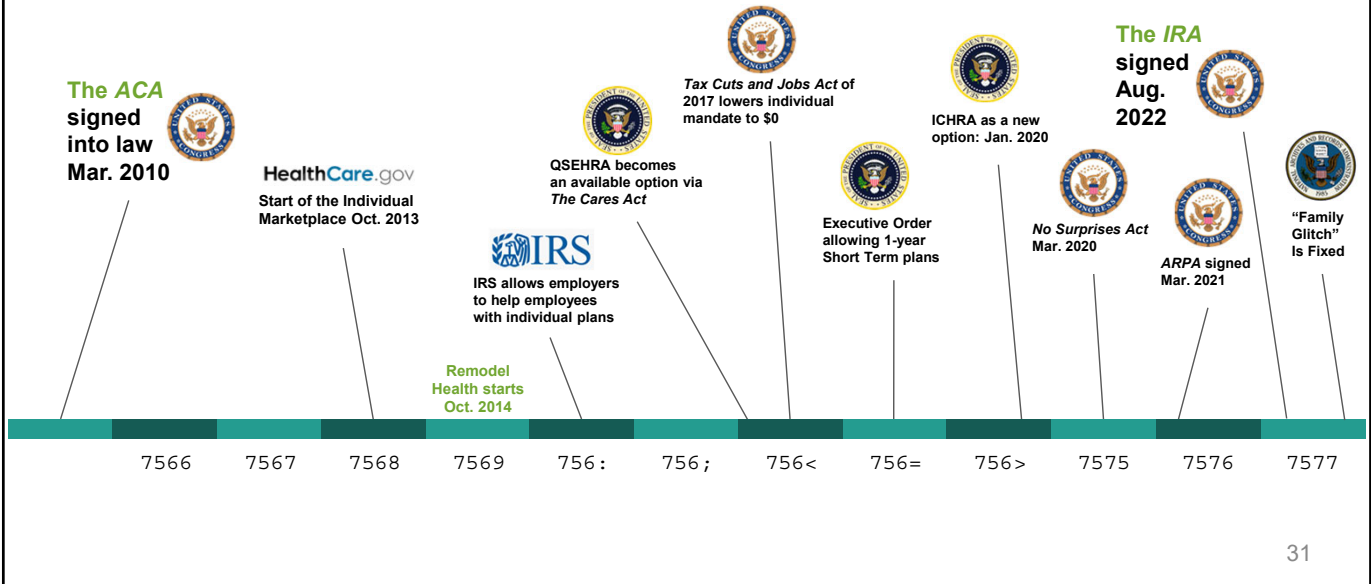 The ACA
signed
into law
Mar. 2010
HealthCare.gov
Start of the Individual
Marketplace Oct. 2013
Remodel
Health starts
Oct. 2014
IRS
IRS allows employers
to help employees
with individual plans
QSEHRA becomes
an available option via
The Cares Act
Tax Cuts and Jobs Act of
2017 lowers individual
mandate to $0
Executive Order
allowing 1-year
Short Term plans
ICHRA as a new
option: Jan. 2020
No Surprises Act
Mar. 2020
ARPA signed
Mar. 2021
The IRA
signed
Aug.
2022
"Family
Glitch"
Is Fixed
7566 7567 7568 7569 756: 756; 756< 756= 756> 7575 7576 7577
31